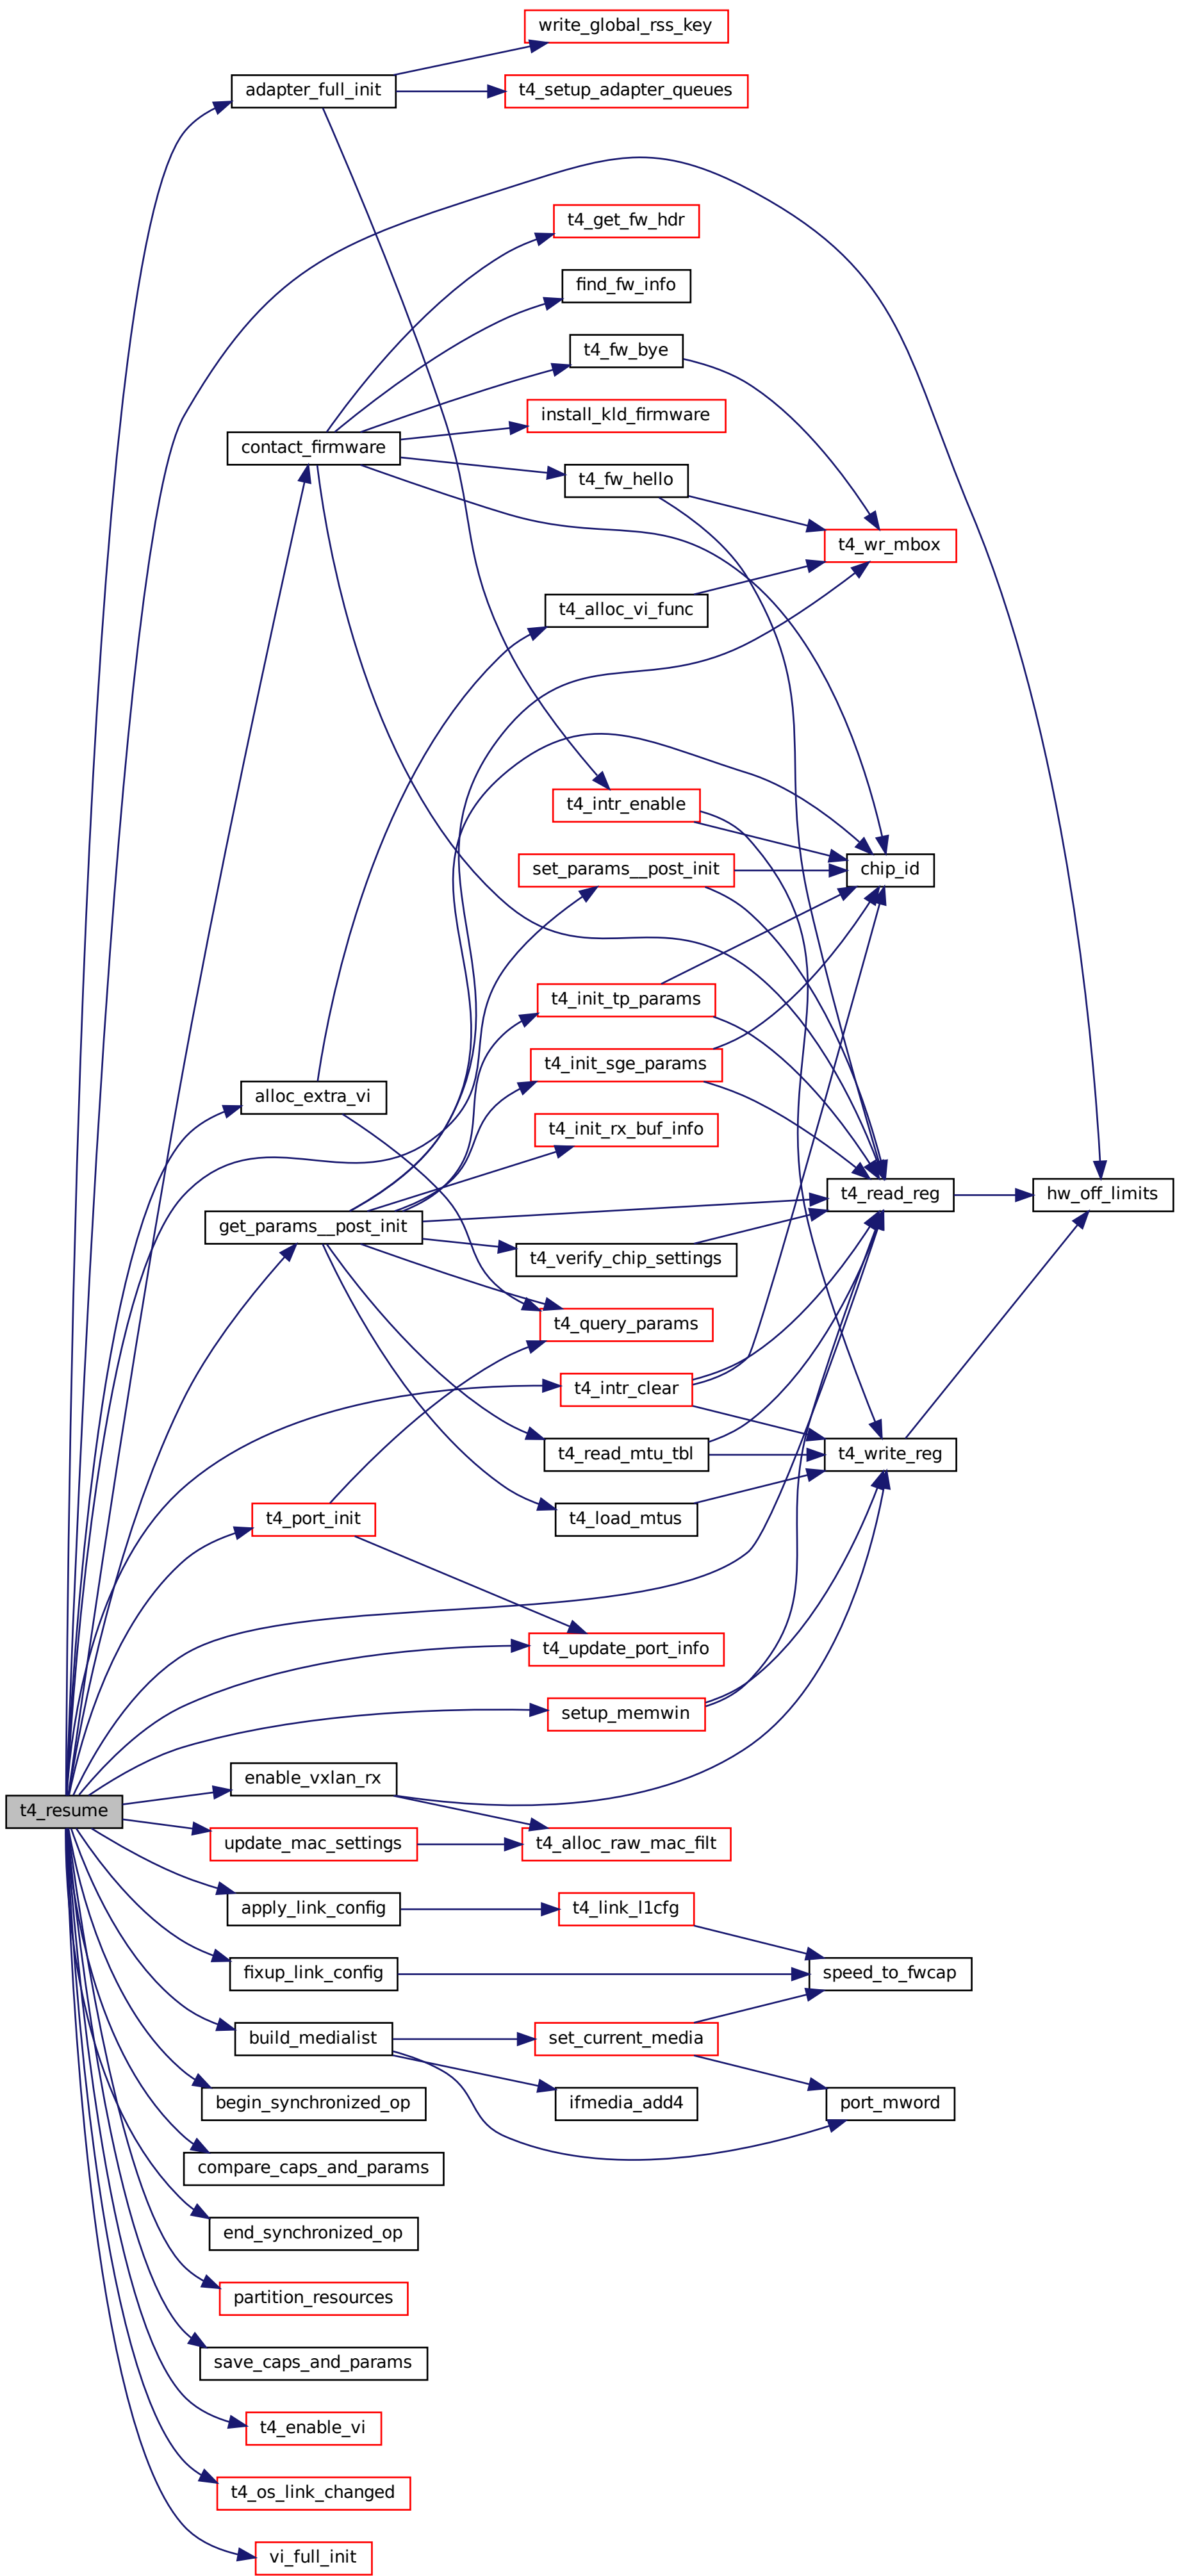 write_global_rss_key
adapter_full_init
t4_setup_adapter_queues
t4_get_fw_hdr
find_fw_info
t4_fw_bye
install_kld_firmware
contact_firmware
t4_fw_hello
t4_wr_mbox
t4_alloc_vi_func
t4_intr_enable
set_params__post_init
chip_id
t4_init_tp_params
t4_init_sge_params
alloc_extra_vi
t4_init_rx_buf_info
t4_read_reg
hw_off_limits
get_params__post_init
t4_verify_chip_settings
t4_query_params
t4_intr_clear
t4_read_mtu_tbl
t4_write_reg
t4_port_init
t4_load_mtus
t4_update_port_info
setup_memwin
enable_vxlan_rx
t4_resume
update_mac_settings
t4_alloc_raw_mac_filt
apply_link_config
t4_link_l1cfg
fixup_link_config
speed_to_fwcap
build_medialist
set_current_media
begin_synchronized_op
ifmedia_add4
port_mword
compare_caps_and_params
end_synchronized_op
partition_resources
save_caps_and_params
t4_enable_vi
t4_os_link_changed
vi_full_init